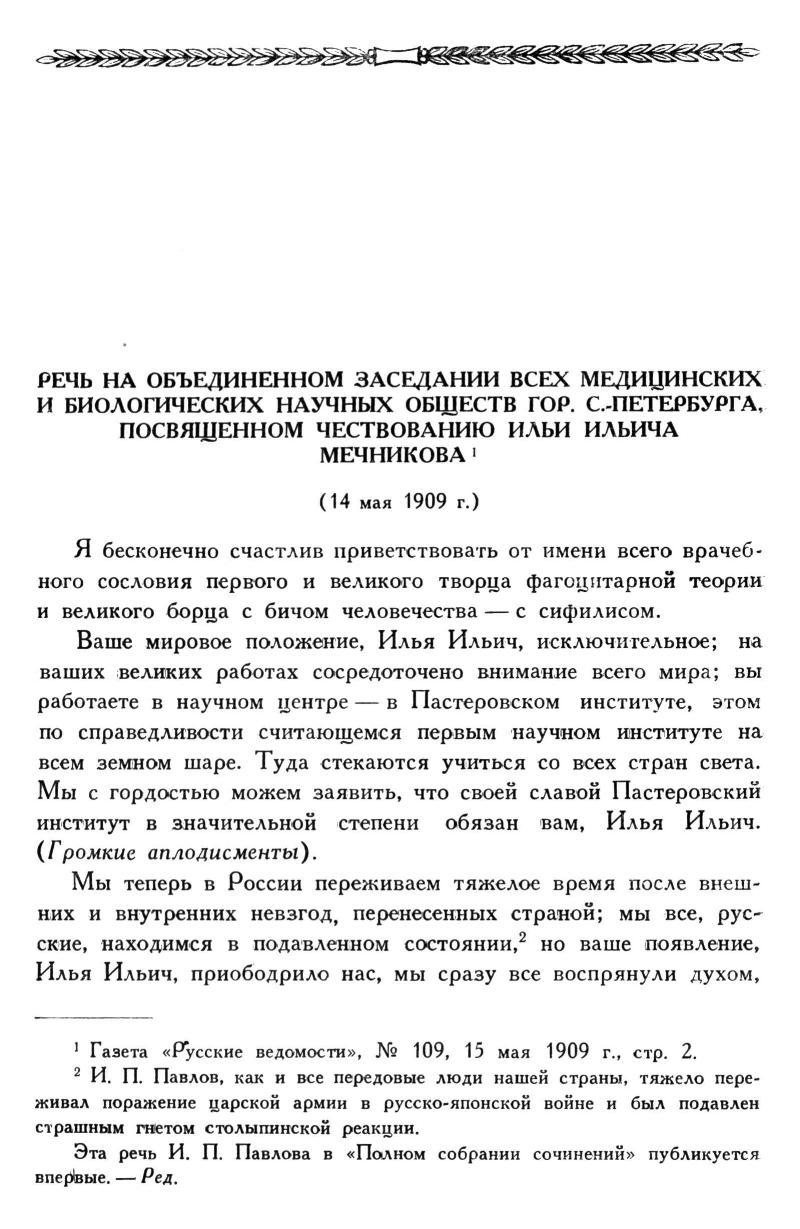 РЕЧЬ НА ОБЪЕДИНЕННОМ ЗАСЕДАНИИ ВСЕХ МЕДИЦИНСКИХ
И БИОЛОГИЧЕСКИХ НАУЧНЫХ ОБЩЕСТВ ГОР. С.-ПЕТЕРБУРГА,
ПОСВЯЩЕННОМ ЧЕСТВОВАНИЮ ИЛЬИ ИЛЬИЧА
МЕЧНИКОВА ¹
(14 мая 1909 г.)
Я бесконечно счастлив приветствовать от имени всего врачеб-
ного сословия первого и великого творца фагоцитарной теории
и великого борца с бичом человечества — с сифилисом.
Ваше мировое положение, Илья Ильич, исключительное; на
ваших великих работах сосредоточено внимание всего мира; вы
работаете в научном центре — в Пастеровском институте, этом
по справедливости считающемся первым научном институте на
всем земном шаре. Туда стекаются учиться со всех стран света.
Мы с гордостью можем заявить, что своей славой Пастеровский
институт в значительной степени обязан вам, Илья Ильич.
(Громкие аплодисменты).
Мы теперь в России переживаем тяжелое время после внеш-
них и внутренних невзгод, перенесенных страной; мы все, рус-
ские, находимся в подавленном состоянии,² но ваше появление,
Илья Ильич, приободрило нас, мы сразу все воспрянули духом,
¹ Газета «Русские ведомости», № 109, 15 мая 1909 г., стр. 2.
² И. П. Павлов, как и все передовые люди нашей страны, тяжело пере-
живал поражение царской армии в русско-японской войне и был подавлен
страшным гнетом столыпинской реакции.
Эта речь И. П. Павлова в «Полном собрании сочинений» публикуется
впервые. — Ред.